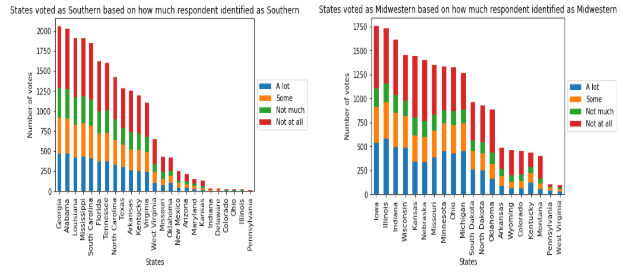 States voted as Southern based on how much respondent identified as Southern
Number of votes
2000
1750
1500
1250
1000
750
500
250
0
Georgia
Alabama
Louisiana
Mississippi
South Carolina
Florida
Tennessee
North Carolina
Texas
Arkansas
Kentucky
Virginia
West Virginia
Missouri
Oklahoma
New Mexico
Arizona
Maryland
Kansas
Indiana
Delaware
Colorado
Ohio
Illinois
Pennsylvania
States
A lot
Some
Not much
Not at all
States voted as Midwestern based on how much respondent identified as Midwestern
Number of votes
1750
1500
1250
1000
750
500
250
0
Iowa
Illinois
Indiana
Wisconsin
Kansas
Nebraska
Missouri
Minnesota
Ohio
Michigan
South Dakota
North Dakota
Oklahoma
Arkansas
Wyoming
Colorado
Kentucky
Montana
Pennsylvania
West Virginia
States
A lot
Some
Not much
Not at all